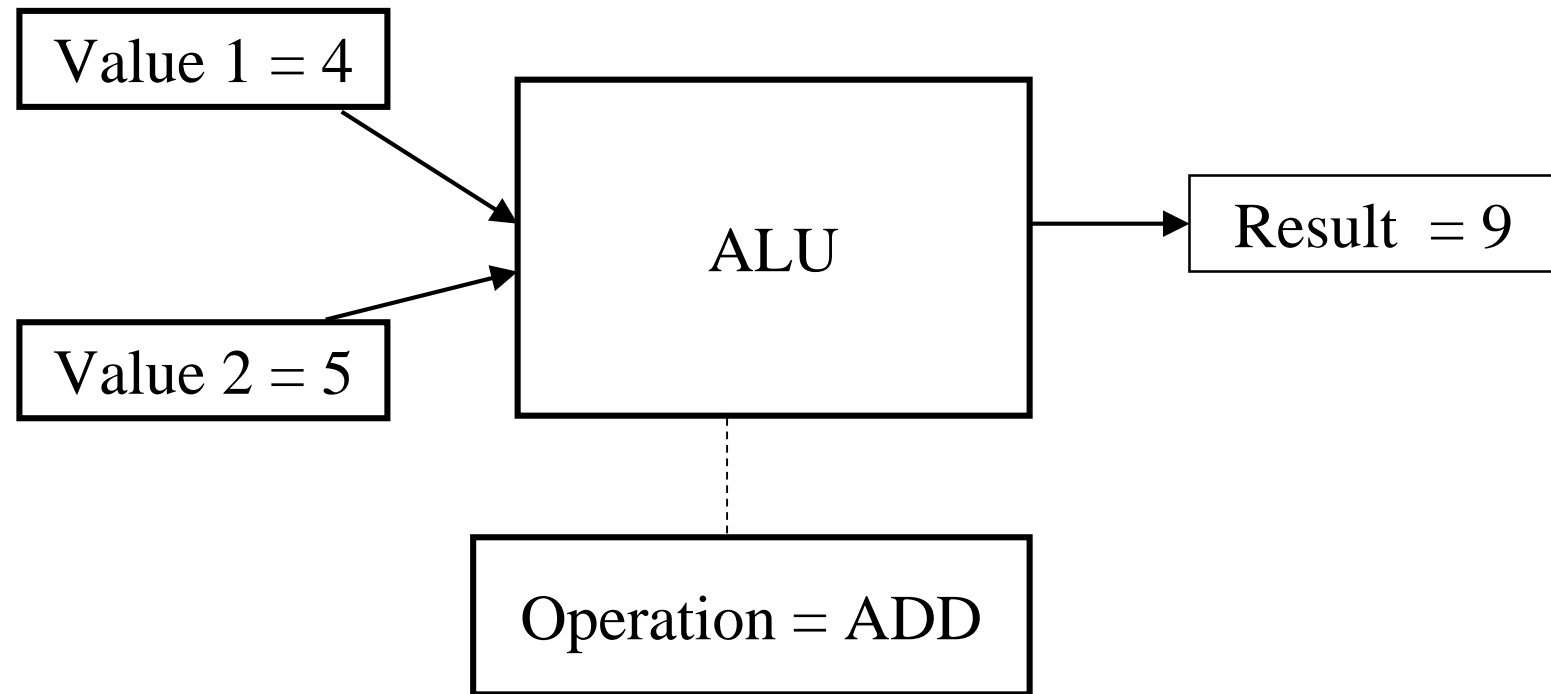 Value 1 = 4
Value 2 = 5
ALU
Result  = 9
Operation = ADD